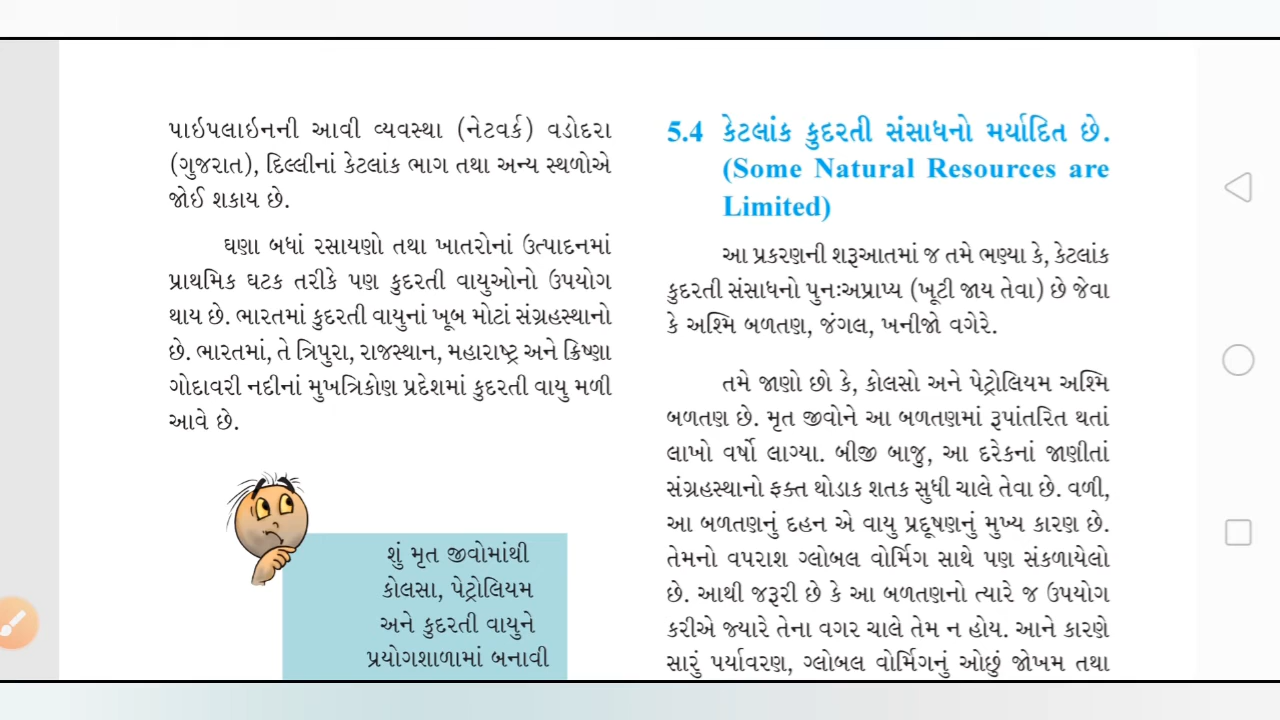 પાઇપલાઇનની આવી વ્યવસ્થા (નેટવર્ક) વડોદરા
(ગુજરાત), દિલ્લીનાં કેટલાંક ભાગ તથા અન્ય સ્થળોએ
જોઈ શકાય છે.
ઘણા બધાં રસાયણો તથા ખાતરોનાં ઉત્પાદનમાં
પ્રાથમિક ઘટક તરીકે પણ કુદરતી વાયુઓનો ઉપયોગ
થાય છે. ભારતમાં કુદરતી વાયુનાં ખૂબ મોટાં સંગ્રહસ્થાનો
છે. ભારતમાં, તે ત્રિપુરા, રાજસ્થાન, મહારાષ્ટ્ર અને ક્રિષ્ણા
ગોદાવરી નદીનાં મુખત્રિકોણ પ્રદેશમાં કુદરતી વાયુ મળી
આવે છે.
શું મૃત જીવોમાંથી
કોલસા, પેટ્રોલિયમ
અને કુદરતી વાયુને
પ્રયોગશાળામાં બનાવી
5.4 કેટલાંક કુદરતી સંસાધનો મર્યાદિત છે.
(Some Natural Resources are
Limited)
આ પ્રકરણની શરૂઆતમાં જ તમે ભણ્યા કે, કેટલાંક
કુદરતી સંસાધનો પુનઃઅપ્રાપ્ય (ખૂટી જાય તેવા) છે જેવા
કે અશ્મિ બળતણ, જંગલ, ખનીજો વગેરે.
તમે જાણો છો કે, કોલસો અને પેટ્રોલિયમ અશ્મિ
બળતણ છે. મૃત જીવોને આ બળતણમાં રૂપાંતરિત થતાં
લાખો વર્ષો લાગ્યા. બીજી બાજુ, આ દરેકનાં જાણીતાં
સંગ્રહસ્થાનો ફક્ત થોડાક શતક સુધી ચાલે તેવા છે. વળી,
આ બળતણનું દહન એ વાયુ પ્રદૂષણનું મુખ્ય કારણ છે.
તેમનો વપરાશ ગ્લોબલ વોર્મિગ સાથે પણ સંકળાયેલો
છે. આથી જરૂરી છે કે આ બળતણનો ત્યારે જ ઉપયોગ
કરીએ જ્યારે તેના વગર ચાલે તેમ ન હોય. આને કારણે
સારું પર્યાવરણ, ગ્લોબલ વોર્મિગનું ઓછું જોખમ તથા